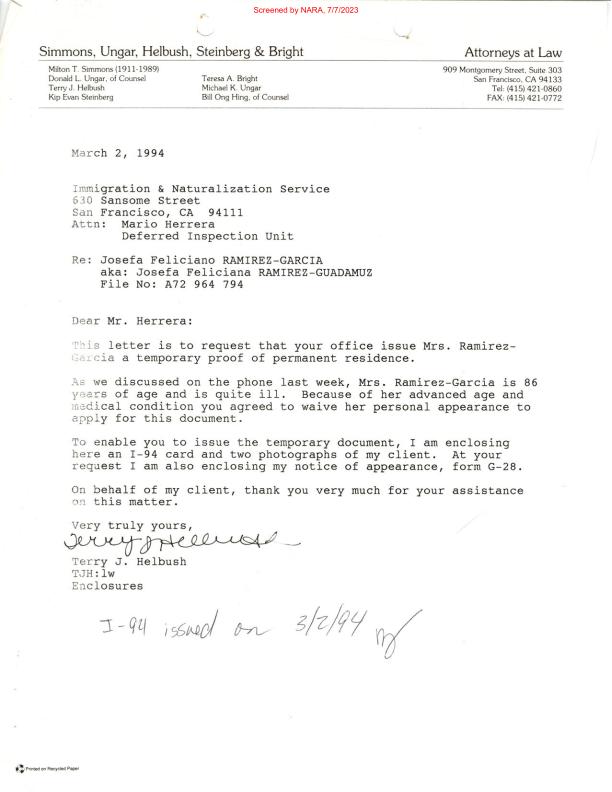 Screened by NARA, 7/7/2023
Simmons, Ungar, Helbush, Steinberg & Bright
Attorneys at Law
Milton T. Simmons (1911-1989)
Donald L. Ungar, of Counsel
Terry J. Helbush
Kip Evan Steinberg
Teresa A. Bright
Michael K. Ungar
Bill Ong Hing, of Counsel
909 Montgomery Street, Suite 303
San Francisco, CA 94133
Tel: (415) 421-0860
FAX: (415) 421-0772
March 2, 1994
Immigration & Naturalization Service
630 Sansome Street
San Francisco, CA 94111
Attn: Mario Herrera
Deferred Inspection Unit
Re: Josefa Feliciano RAMIREZ-GARCIA
aka: Josefa Feliciana RAMIREZ-GUADAMUZ
File No: A72 964 794
Dear Mr. Herrera:
This letter is to request that your office issue Mrs. Ramirez-
Garcia a temporary proof of permanent residence.
As we discussed on the phone last week, Mrs. Ramirez-Garcia is 86
years of age and is quite ill. Because of her advanced age and
medical condition you agreed to waive her personal appearance to
apply for this document.
To enable you to issue the temporary document, I am enclosing
here an I-94 card and two photographs of my client. At your
request I am also enclosing my notice of appearance, form G-28.
On behalf of my client, thank you very much for your assistance
on this matter.
Very truly yours,
Terry J Helbush
Terry J. Helbush
TJH:lw
Enclosures
I-94 issued on 3/2/94
Printed on Recycled Paper